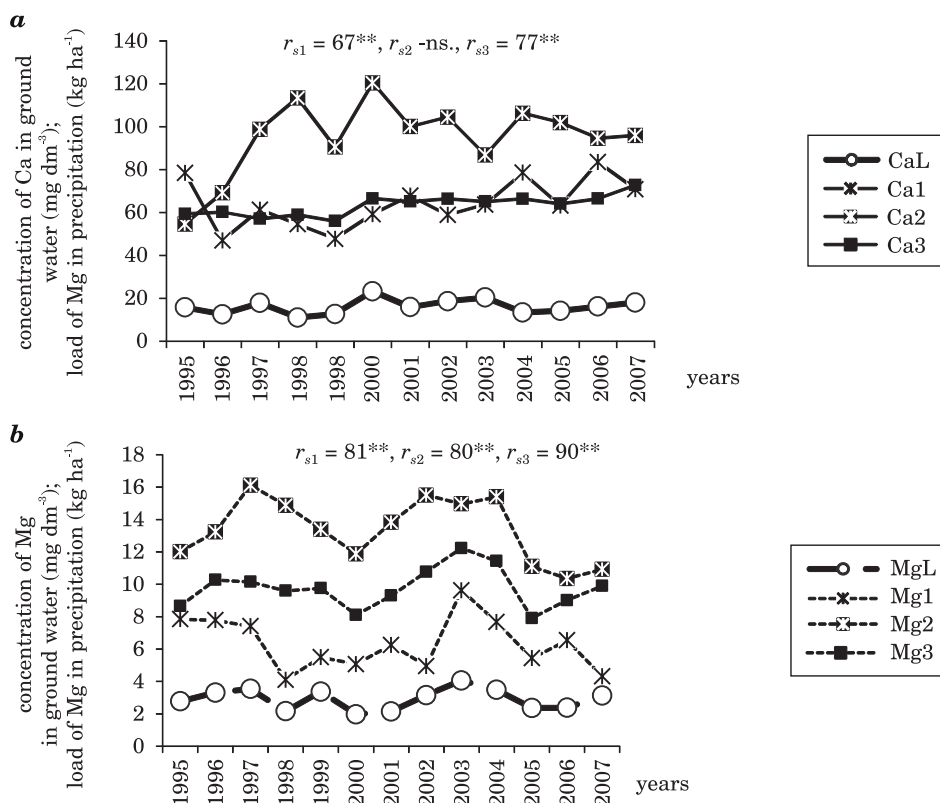 a
concentration of Ca in ground
water (mg dm-3);
load of Mg in precipitation (kg ha-1)
140
120
100
80
60
40
20
0
rs1 = 67**, rs2 -ns., rs3 = 77**
1995
1996
1997
1998
1998
2000
2001
2002
2003
2004
2005
2006
2007
years
CaL
Ca1
Ca2
Ca3
b
concentration of Mg
in ground water (mg dm-3);
load of Mg in precipitation (kg ha-1)
18
16
14
12
10
8
6
4
2
0
rs1 = 81**, rs2 = 80**, rs3 = 90**
1995
1996
1997
1998
1999
2000
2001
2002
2003
2004
2005
2006
2007
years
MgL
Mg1
Mg2
Mg3